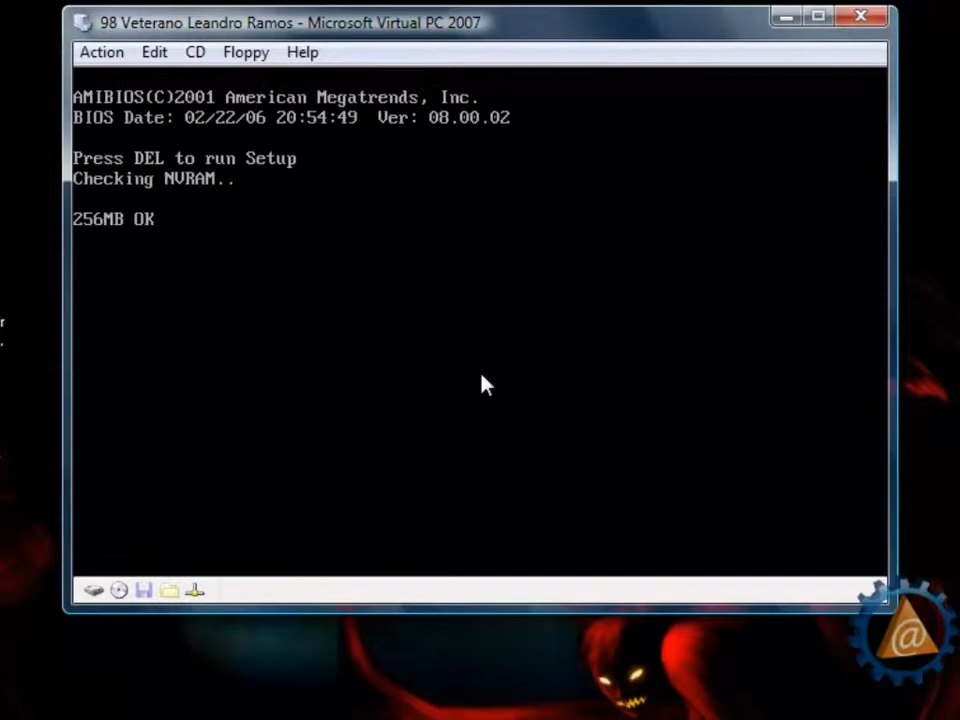 98 Veterano Leandro Ramos - Microsoft Virtual PC 2007
Action Edit CD Floppy Help
AMIBIOS(C)2001 American Megatrends, Inc.
BIOS Date: 02/22/06 20:54:49 Ver: 08.00.02
Press DEL to run Setup
Checking NVRAM..
256MB OK
r
.
@